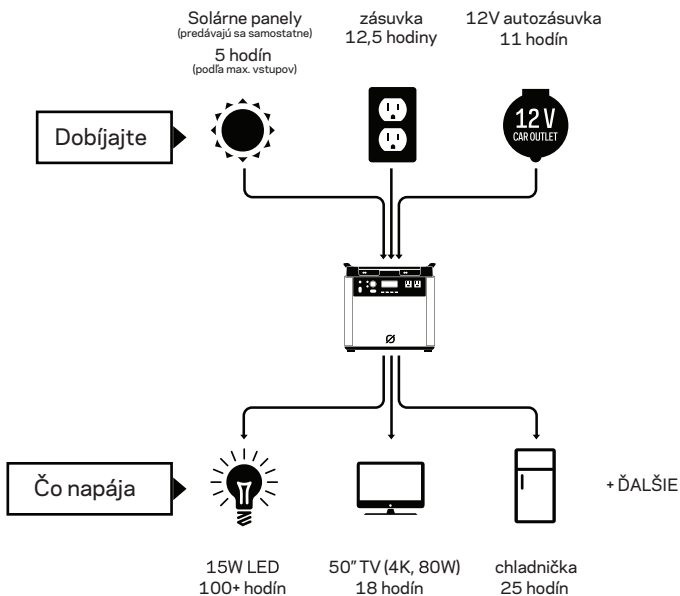 Solárne panely
(predávajú sa samostatne)
5 hodín
(podľa max. vstupov)
zásuvka
12,5 hodiny
12V autozásuvka
11 hodín
Dobíjajte
12 V
CAR OUTLET
Čo napája
+ ĎALŠIE
15W LED
100+ hodín
50" TV (4K, 80W)
18 hodín
chladnička
25 hodín